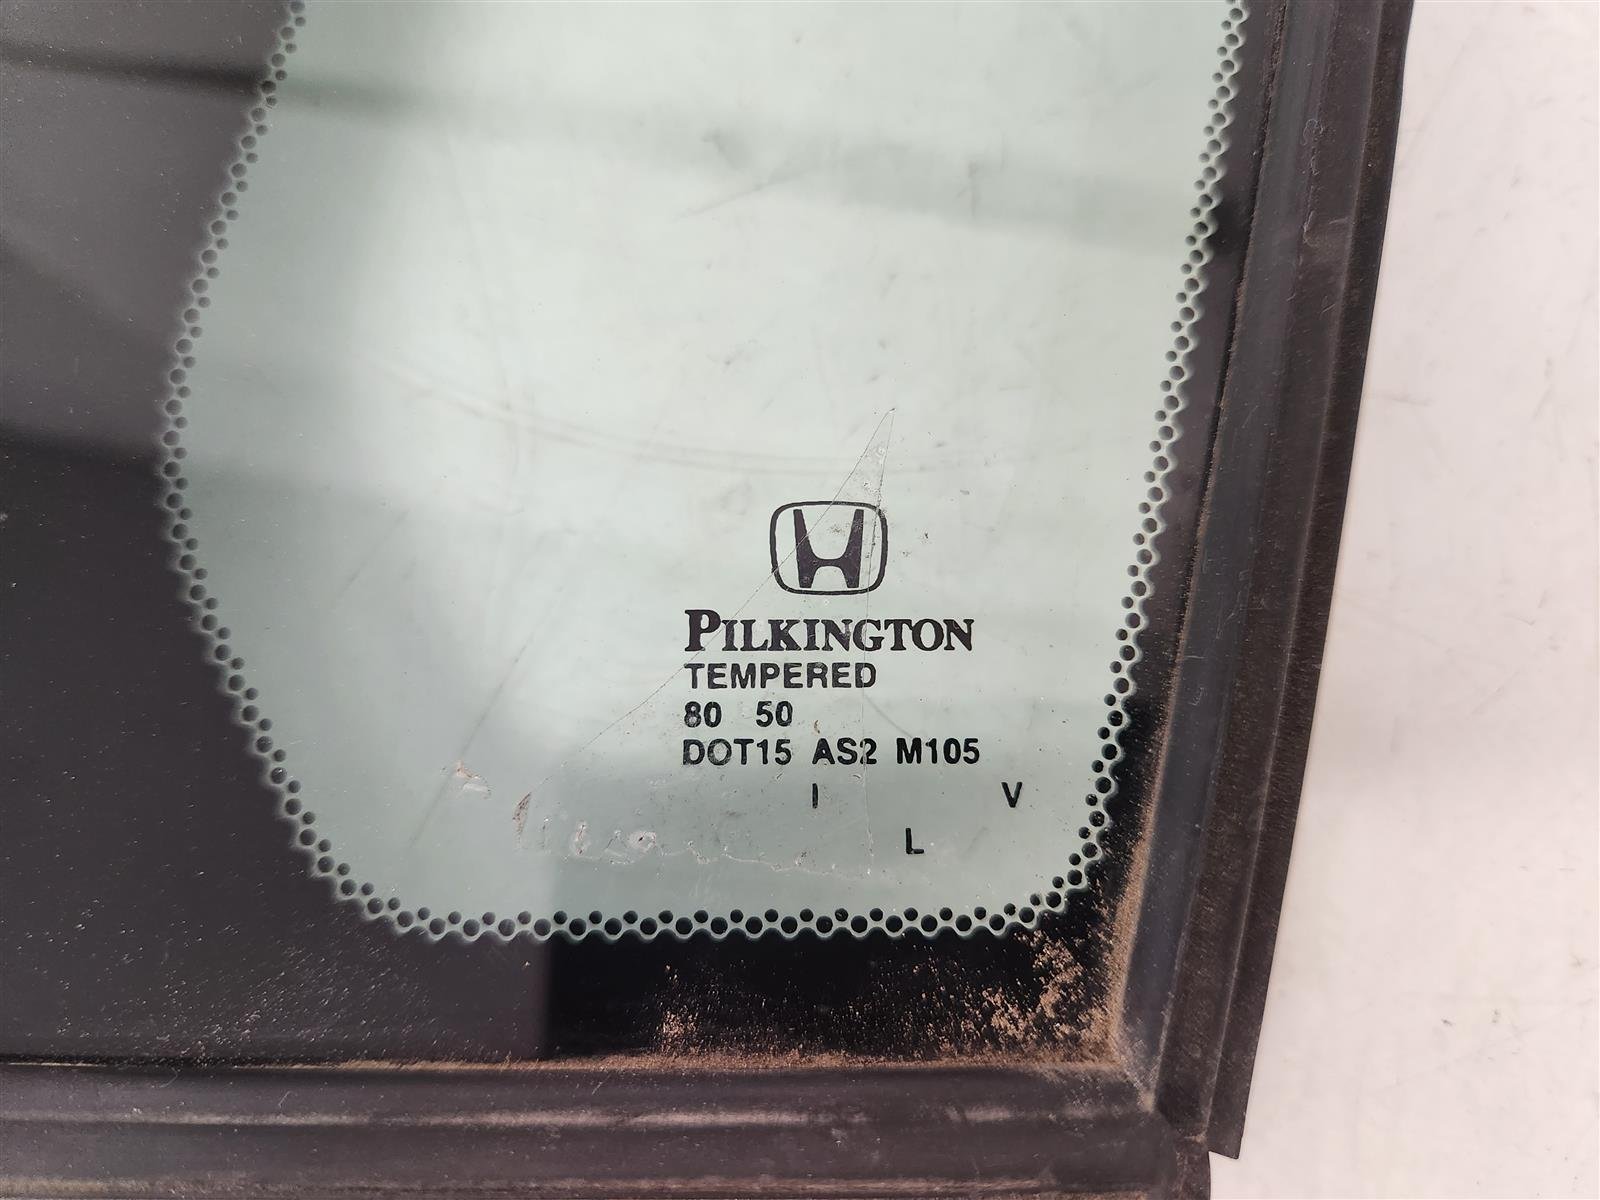 PILKINGTON
TEMPERED
80 50
DOT15 AS2 M105
I V
L